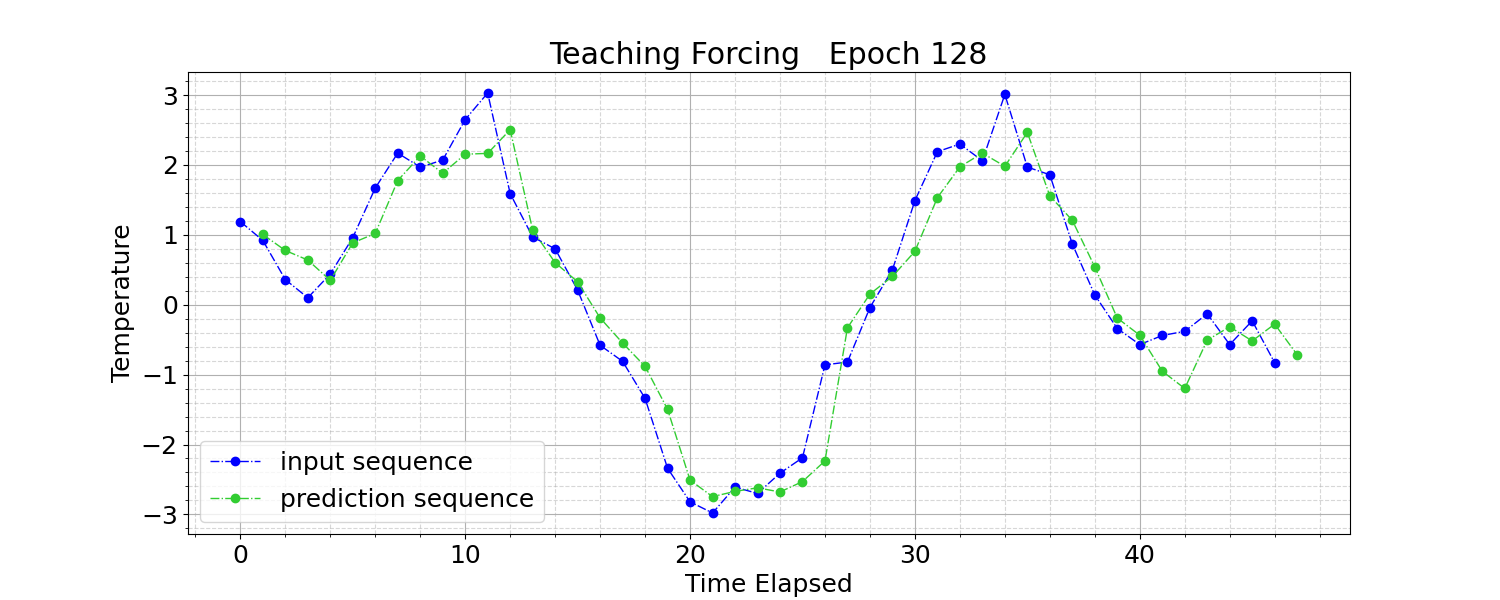 Teaching Forcing   Epoch 128
3
2
1
0
−1
−2
−3
Temperature
input sequence
prediction sequence
0 10 20 30 40
Time Elapsed